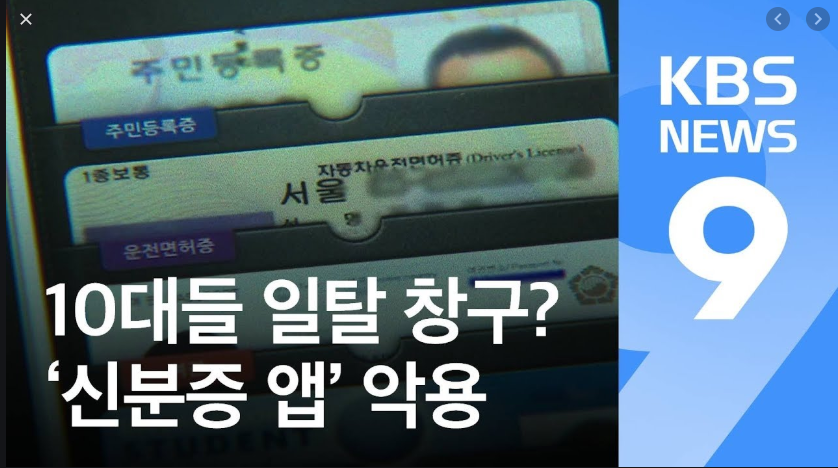 주민등록증
주민등록증
1종보통
자동차운전면허증 (Driver's License)
서울
운전면허증
10대들 일탈 창구?
‘신분증 앱’ 악용
STUDENT
KBS
NEWS
9